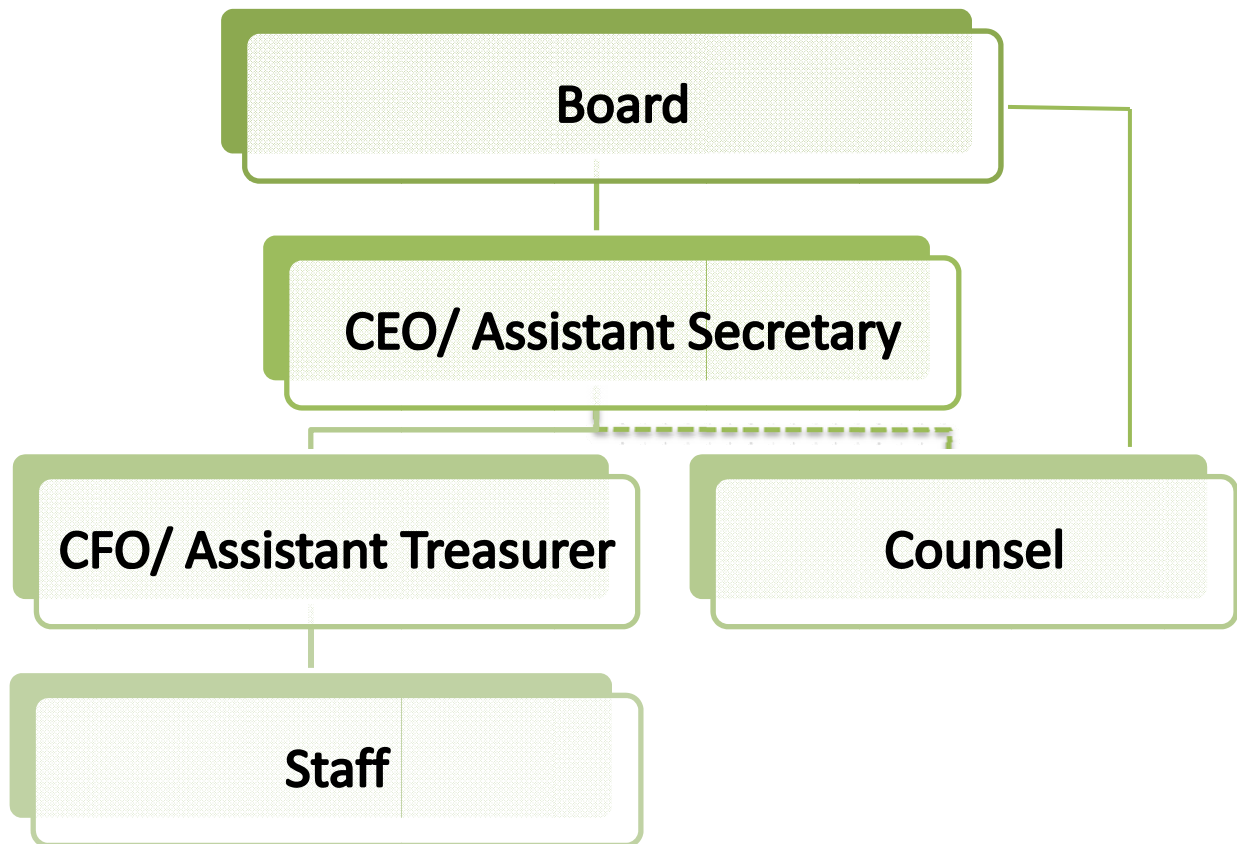 Board
CEO/ Assistant Secretary
CFO/ Assistant Treasurer
Counsel
Staff